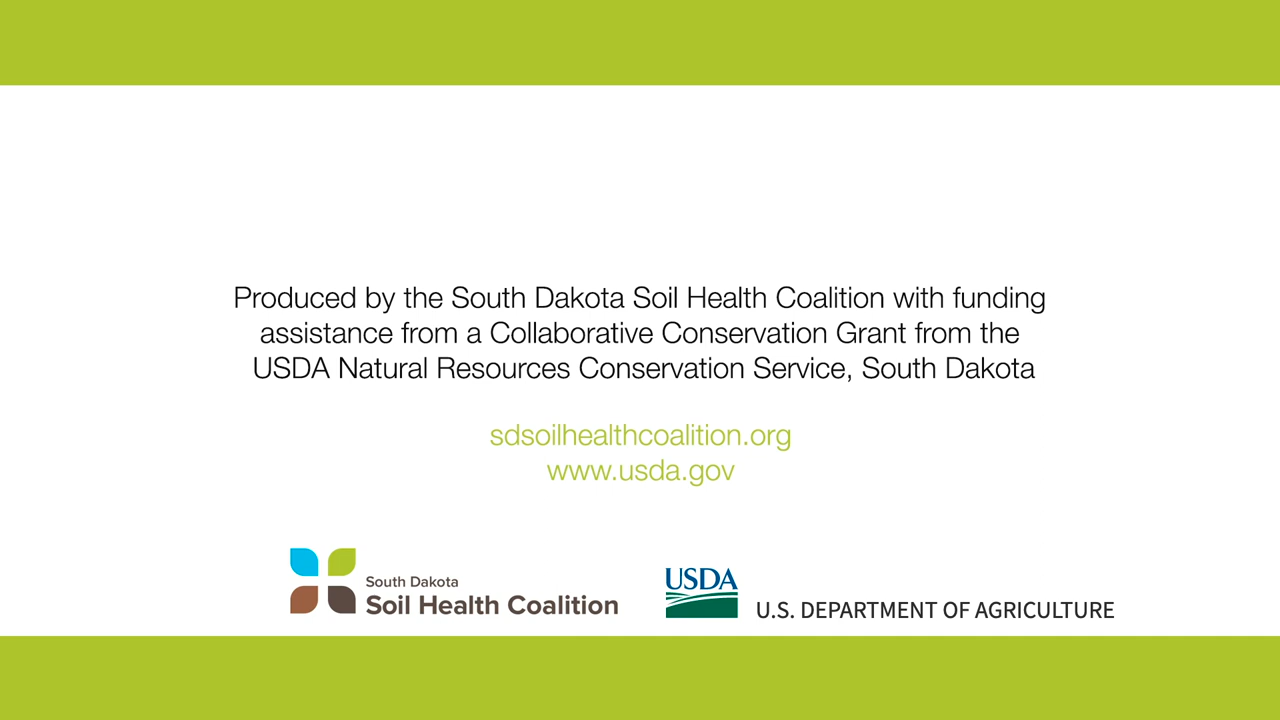 Produced by the South Dakota Soil Health Coalition with funding
assistance from a Collaborative Conservation Grant from the
USDA Natural Resources Conservation Service, South Dakota
sdsoilhealthcoalition.org
www.usda.gov
South Dakota
Soil Health Coalition
USDA
U.S. DEPARTMENT OF AGRICULTURE